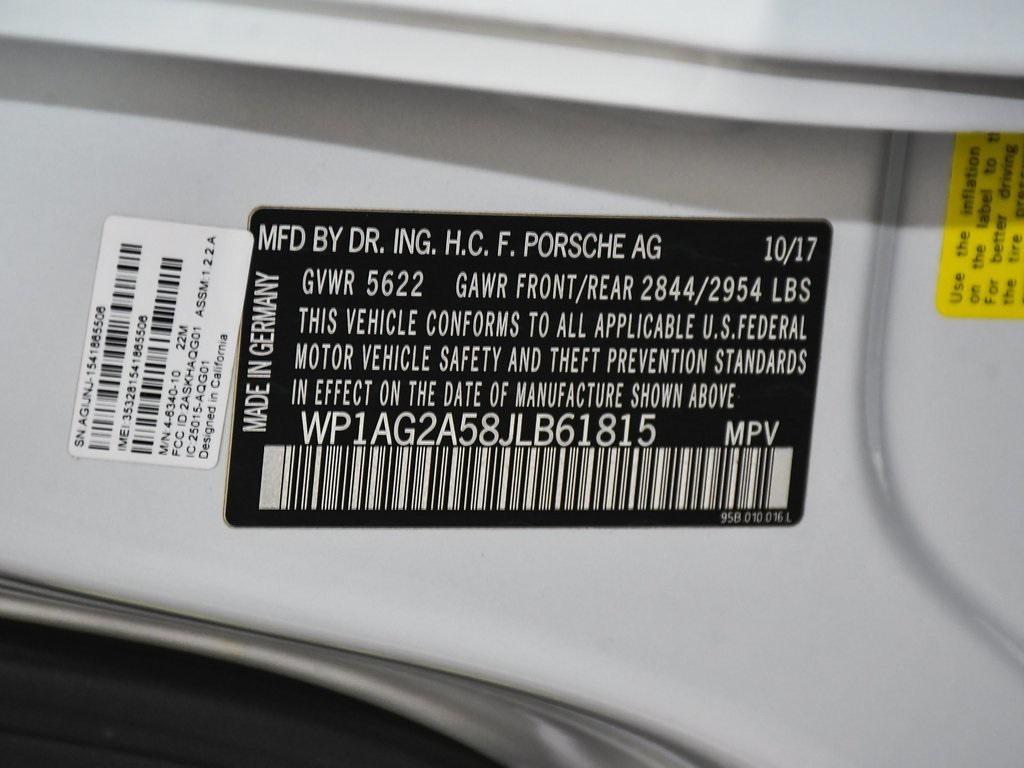 SN:AGIUNJ-1541865506
IMEI:353281541865506
M/N:4-6340-10 22M
FCC ID:2ASKHAQG01
IC:25015-AQG01 ASSM:1.2.2.A
Designed in California
MADE IN GERMANY
MFD BY DR. ING. H.C. F. PORSCHE AG 10/17
GVWR 5622 GAWR FRONT/REAR 2844/2954 LBS
THIS VEHICLE CONFORMS TO ALL APPLICABLE U.S.FEDERAL
MOTOR VEHICLE SAFETY AND THEFT PREVENTION STANDARDS
IN EFFECT ON THE DATE OF MANUFACTURE SHOWN ABOVE
WP1AG2A58JLB61815 MPV
95B 010 016 L
Use the inflation
on the label to
For better driving
the tire